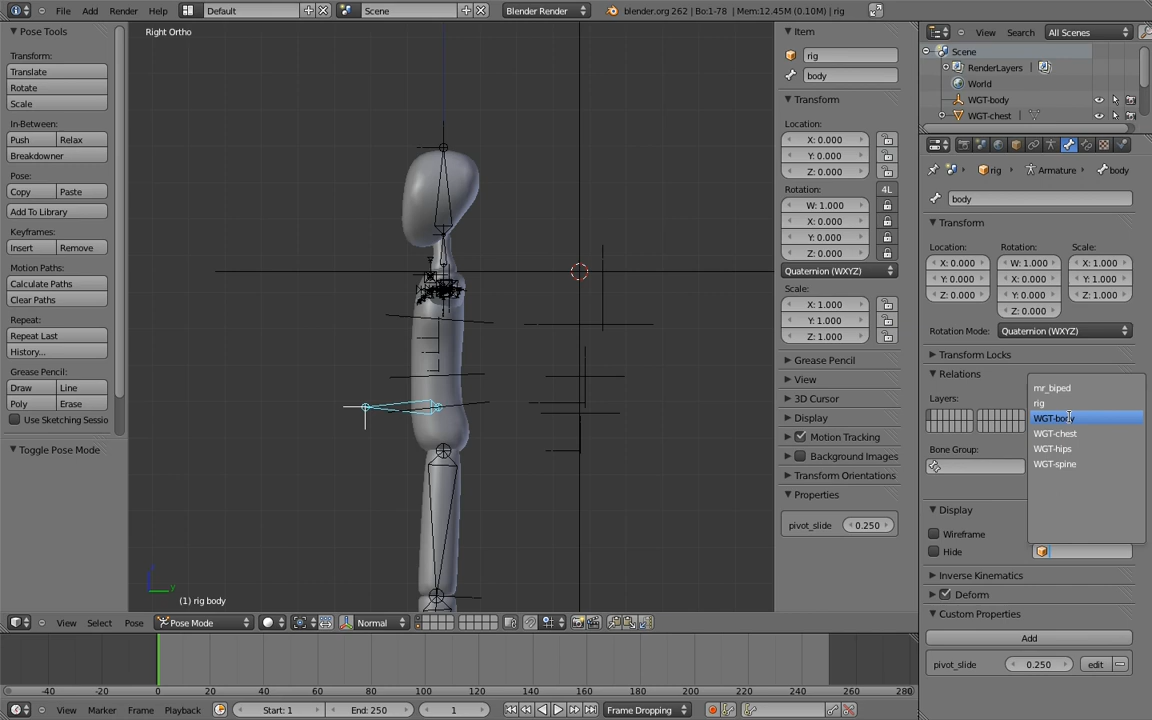 File Add Render Help Default Scene Blender Render blender.org 262 | Bo:1-78 | Mem:12.45M (0.10M) | rig
Pose Tools
Transform:
Translate
Rotate
Scale
In-Between:
Push Relax
Breakdowner
Pose:
Copy Paste
Add To Library
Keyframes:
Insert Remove
Motion Paths:
Calculate Paths
Clear Paths
Repeat:
Repeat Last
History...
Grease Pencil:
Draw Line
Poly Erase
Use Sketching Sessio
Toggle Pose Mode
Right Ortho
(1) rig body
Item
rig
body
Transform
Location:
X: 0.000
Y: 0.000
Z: 0.000
Rotation: 4L
W: 1.000
X: 0.000
Y: 0.000
Z: 0.000
Quaternion (WXYZ)
Scale:
X: 1.000
Y: 1.000
Z: 1.000
Grease Pencil
View
3D Cursor
Display
Motion Tracking
Background Images
Transform Orientations
Properties
pivot_slide 0.250
View Search All Scenes
Scene
RenderLayers
World
WGT-body
WGT-chest
rig Armature body
body
Transform
Location: Rotation: Scale:
X: 0.000 W: 1.000 X: 1.000
Y: 0.000 X: 0.000 Y: 1.000
Z: 0.000 Y: 0.000 Z: 1.000
Z: 0.000
Rotation Mode: Quaternion (WXYZ)
Transform Locks
Relations
Layers:
Bone Group:
mr_biped
rig
WGT-body
WGT-chest
WGT-hips
WGT-spine
Display
Wireframe
Hide
Inverse Kinematics
Deform
Custom Properties
Add
pivot_slide 0.250 edit
View Select Pose Pose Mode Normal
-40 -20 0 20 40 60 80 100 120 140 160 180 200 220 240 260 280
View Marker Frame Playback Start: 1 End: 250 1 Frame Dropping